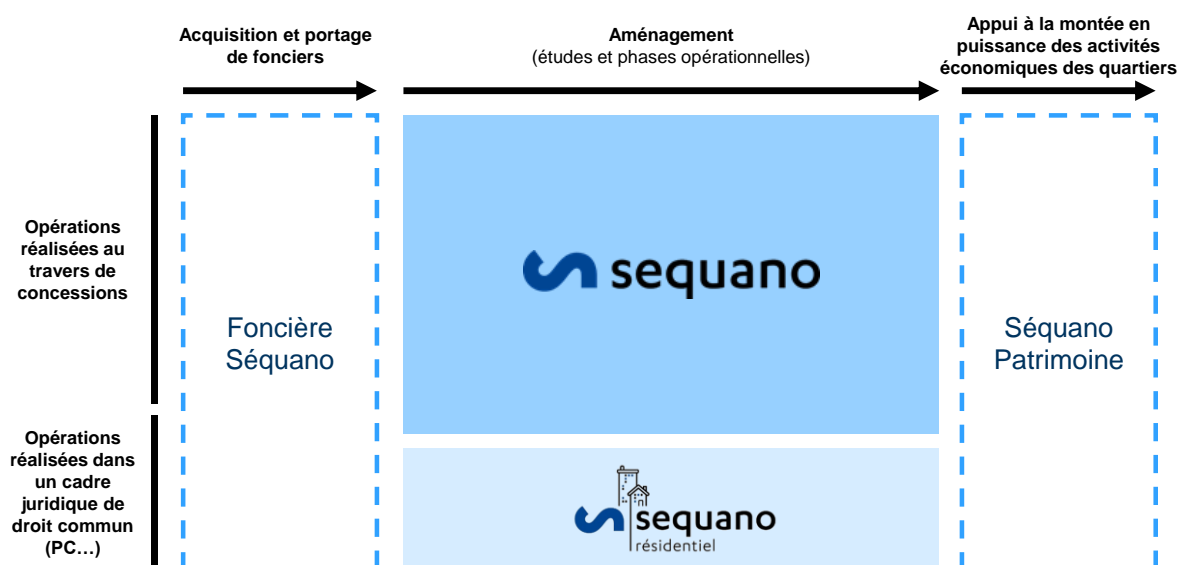 Acquisition et portage
de fonciers
Aménagement
(études et phases opérationnelles)
Appui à la montée en
puissance des activités
économiques des quartiers
Opérations
réalisées au
travers de
concessions
Foncière
Séquano
sequano
Séquano
Patrimoine
Opérations
réalisées dans
un cadre
juridique de
droit commun
(PC…)
sequano
résidentiel